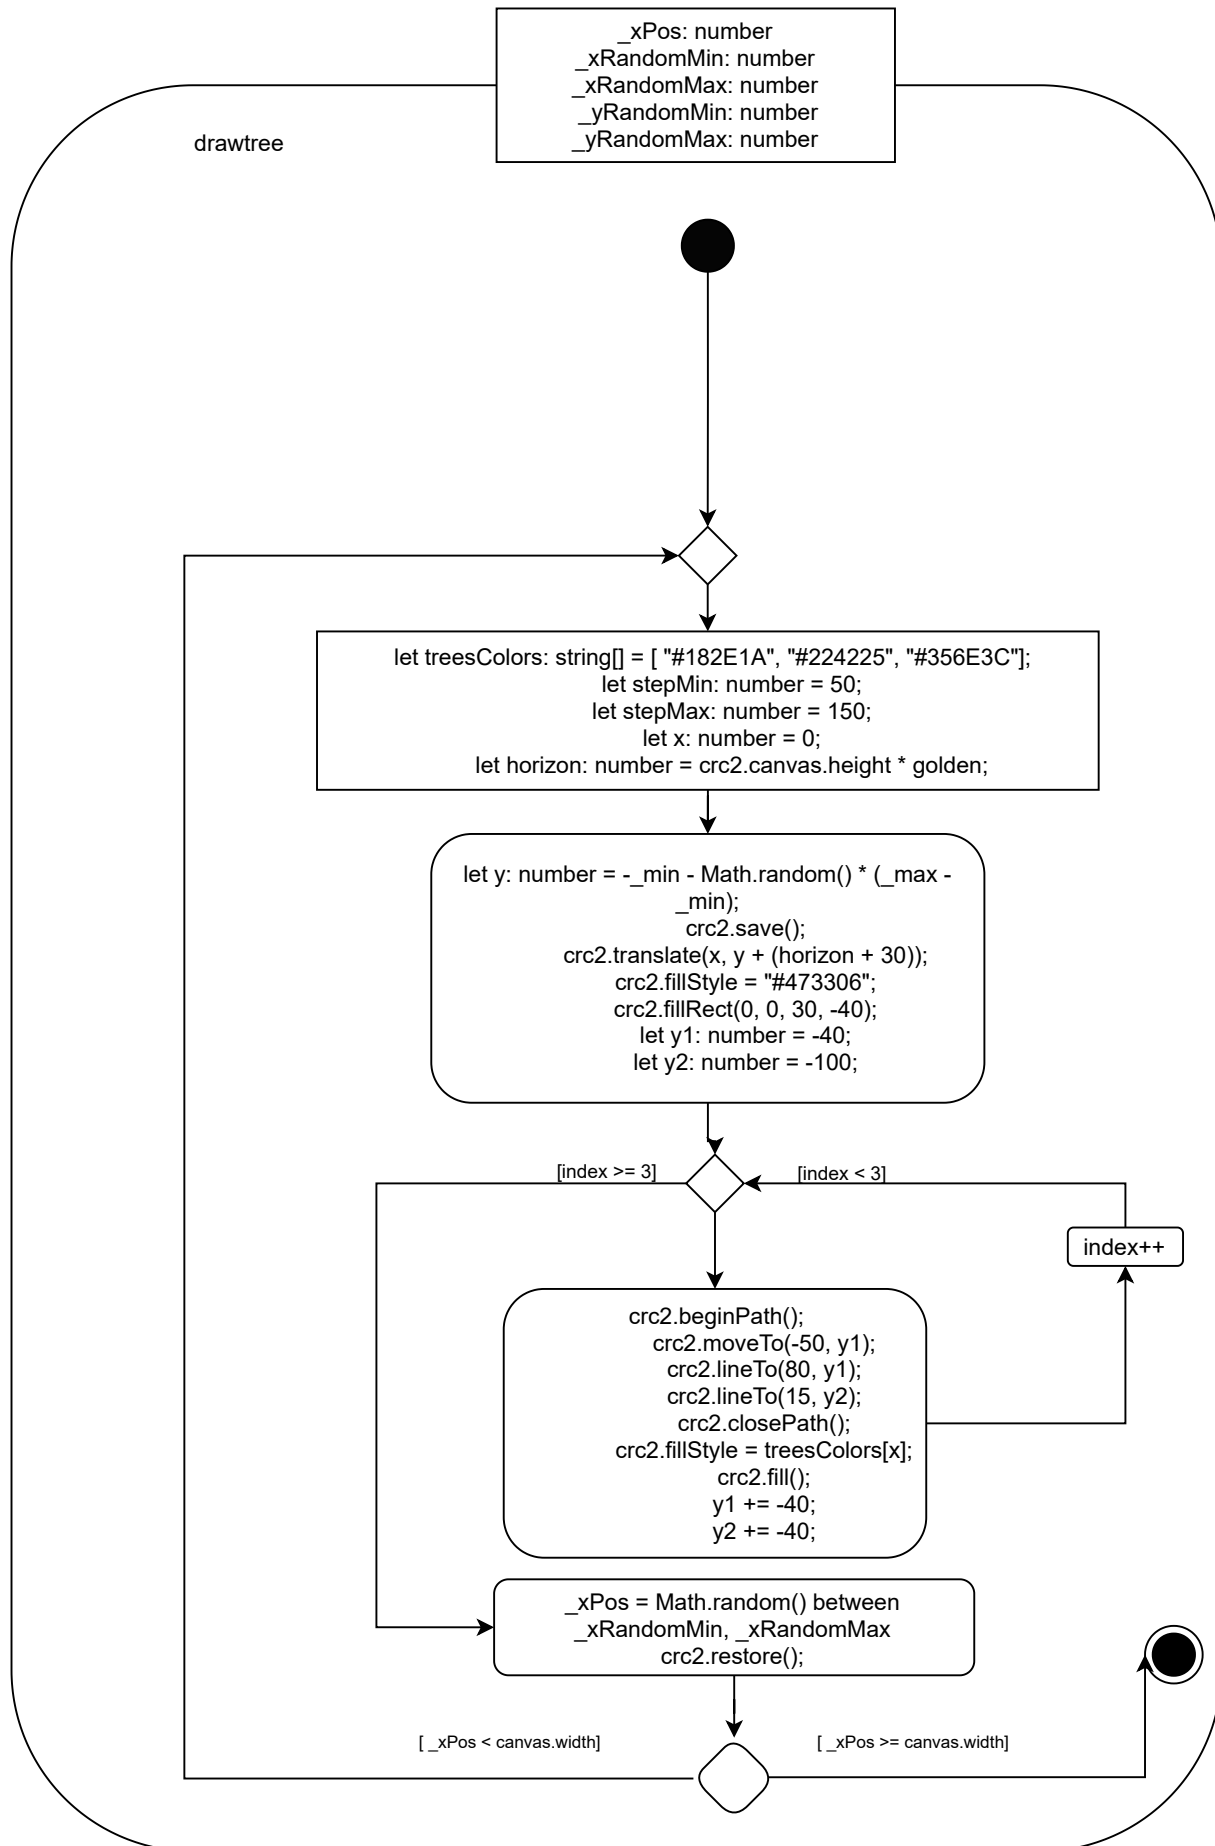 _xPos: number
_xRandomMin: number
_xRandomMax: number
_yRandomMin: number
_yRandomMax: number
drawtree
let treesColors: string[] = [ "#182E1A", "#224225", "#356E3C"];
let stepMin: number = 50;
let stepMax: number = 150;
let x: number = 0;
let horizon: number = crc2.canvas.height * golden;
let y: number = -_min - Math.random() * (_max -
_min);
crc2.save();
crc2.translate(x, y + (horizon + 30));
crc2.fillStyle = "#473306";
crc2.fillRect(0, 0, 30, -40);
let y1: number = -40;
let y2: number = -100;
[index >= 3]
[index < 3]
index++
crc2.beginPath();
crc2.moveTo(-50, y1);
crc2.lineTo(80, y1);
crc2.lineTo(15, y2);
crc2.closePath();
crc2.fillStyle = treesColors[x];
crc2.fill();
y1 += -40;
y2 += -40;
_xPos = Math.random() between
_xRandomMin, _xRandomMax
crc2.restore();
[ _xPos < canvas.width]
[ _xPos >= canvas.width]